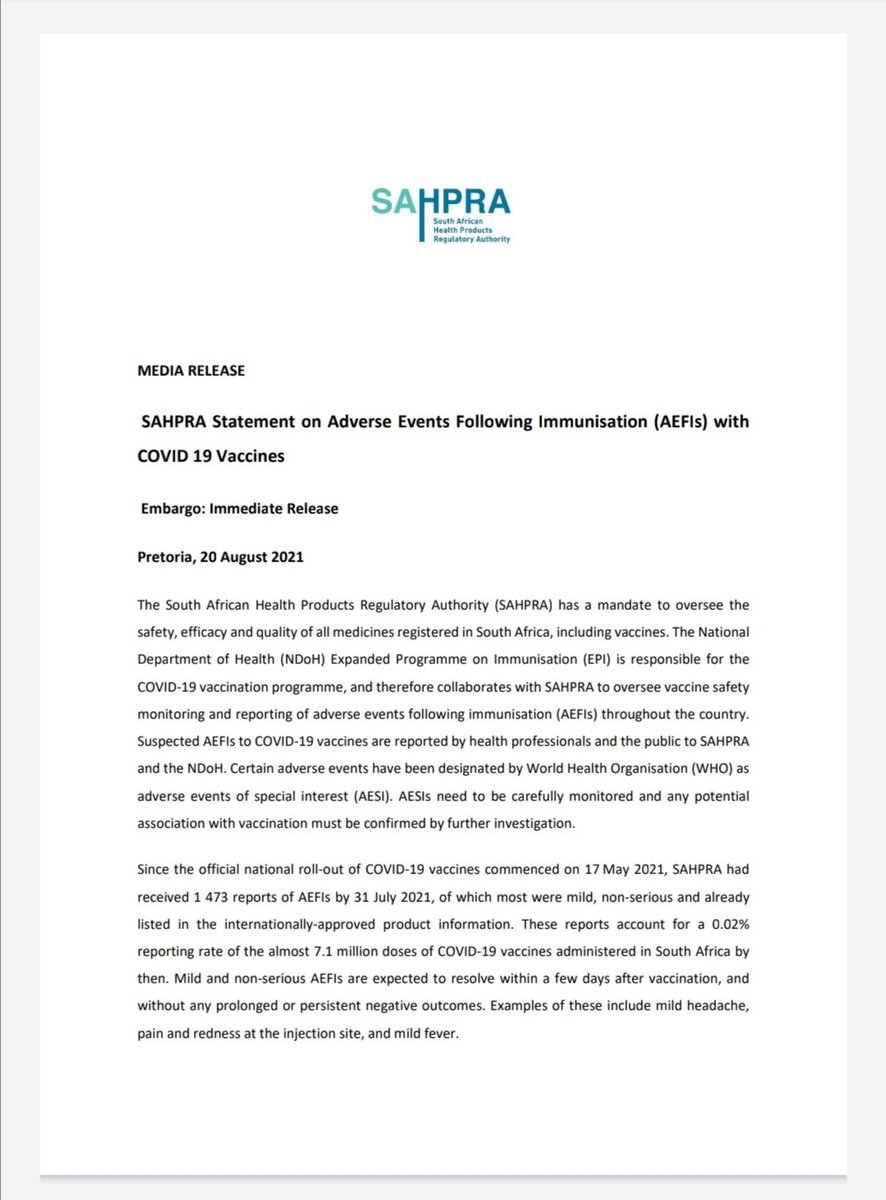 SAHPRA
South African
Health Products
Regulatory Authority
MEDIA RELEASE
SAHPRA Statement on Adverse Events Following Immunisation (AEFIs) with
COVID 19 Vaccines
Embargo: Immediate Release
Pretoria, 20 August 2021
The South African Health Products Regulatory Authority (SAHPRA) has a mandate to oversee the
safety, efficacy and quality of all medicines registered in South Africa, including vaccines. The National
Department of Health (NDoH) Expanded Programme on Immunisation (EPI) is responsible for the
COVID-19 vaccination programme, and therefore collaborates with SAHPRA to oversee vaccine safety
monitoring and reporting of adverse events following immunisation (AEFIs) throughout the country.
Suspected AEFIs to COVID-19 vaccines are reported by health professionals and the public to SAHPRA
and the NDoH. Certain adverse events have been designated by World Health Organisation (WHO) as
adverse events of special interest (AESI). AESIs need to be carefully monitored and any potential
association with vaccination must be confirmed by further investigation.
Since the official national roll-out of COVID-19 vaccines commenced on 17 May 2021, SAHPRA had
received 1 473 reports of AEFIs by 31 July 2021, of which most were mild, non-serious and already
listed in the internationally-approved product information. These reports account for a 0.02%
reporting rate of the almost 7.1 million doses of COVID-19 vaccines administered in South Africa by
then. Mild and non-serious AEFIs are expected to resolve within a few days after vaccination, and
without any prolonged or persistent negative outcomes. Examples of these include mild headache,
pain and redness at the injection site, and mild fever.